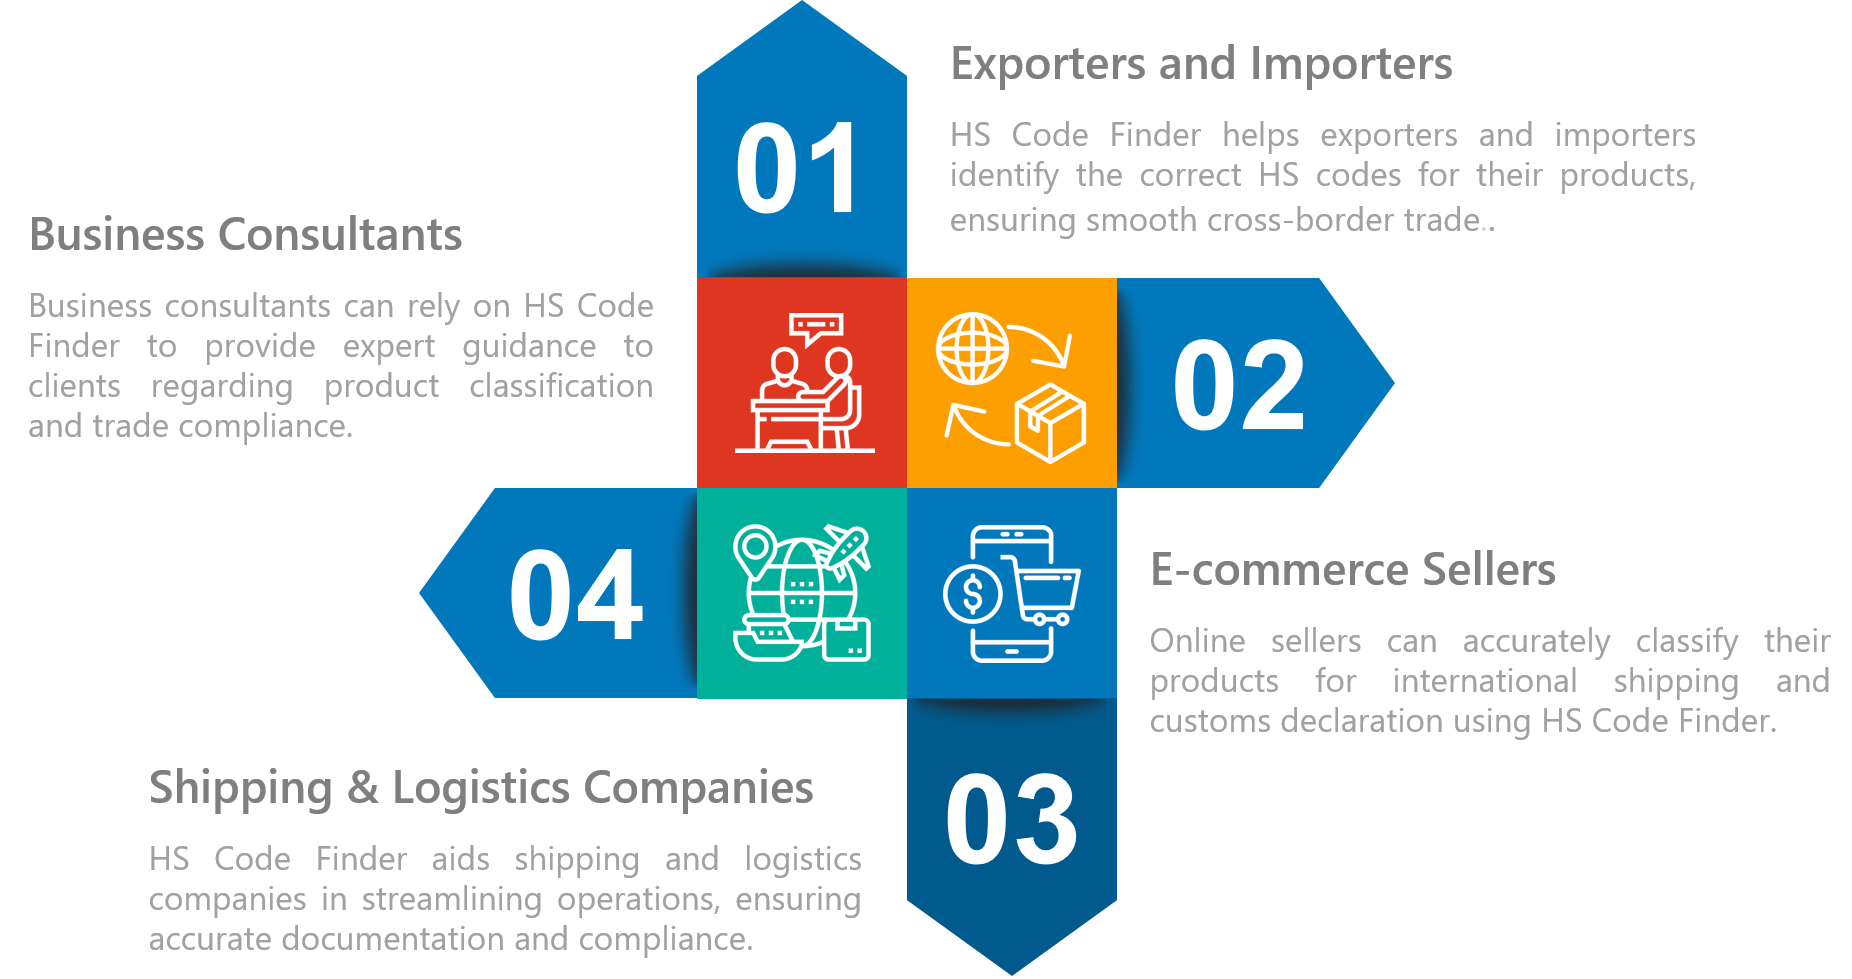 01
Exporters and Importers
HS Code Finder helps exporters and importers
identify the correct HS codes for their products,
ensuring smooth cross-border trade..
Business Consultants
Business consultants can rely on HS Code
Finder to provide expert guidance to
clients regarding product classification
and trade compliance.
02
04
$
E-commerce Sellers
Online sellers can accurately classify their
products for international shipping and
customs declaration using HS Code Finder.
Shipping & Logistics Companies
HS Code Finder aids shipping and logistics
companies in streamlining operations, ensuring
accurate documentation and compliance.
03